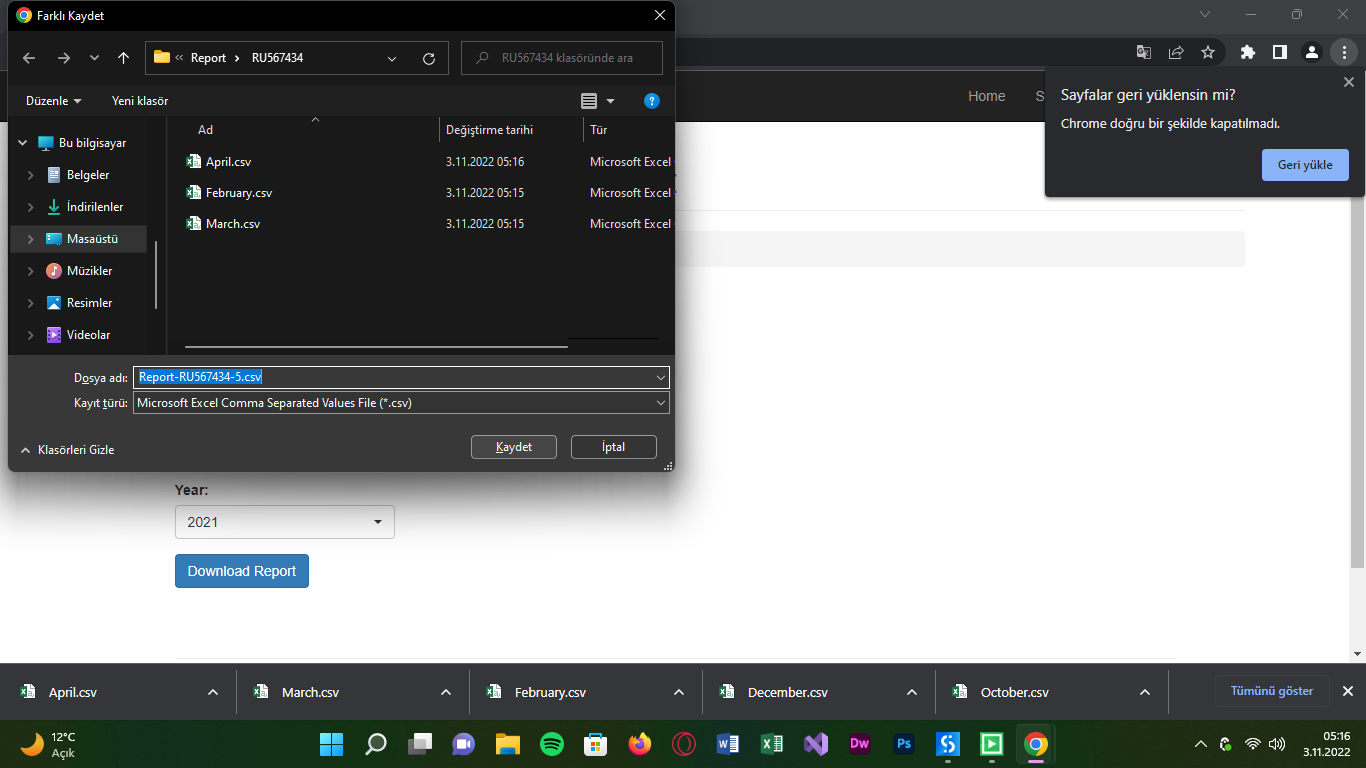 Farklı Kaydet
Report
RU567434
RU567434 klasöründe ara
Düzenle
Yeni klasör
Ad
Değiştirme tarihi
Tür
Bu bilgisayar
Belgeler
İndirilenler
Masaüstü
Müzikler
Resimler
Videolar
April.csv 3.11.2022 05:16 Microsoft Excel
February.csv 3.11.2022 05:15 Microsoft Excel
March.csv 3.11.2022 05:15 Microsoft Excel
Dosya adı: Report-RU567434-5.csv
Kayıt türü: Microsoft Excel Comma Separated Values File (*.csv)
Klasörleri Gizle
Kaydet
İptal
Home
S
Sayfalar geri yüklensin mi?
Chrome doğru bir şekilde kapatılmadı.
Geri yükle
Year:
2021
Download Report
April.csv
March.csv
February.csv
December.csv
October.csv
Tümünü göster
12°C
Açık
Dw
Ps
05:16
3.11.2022